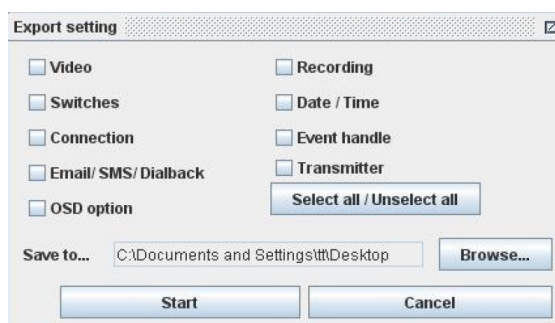 Export setting
Video
Recording
Switches
Date / Time
Connection
Event handle
Email/ SMS/ Dialback
Transmitter
OSD option
Select all / Unselect all
Save to... C:\Documents and Settings\tt\Desktop Browse...
Start Cancel